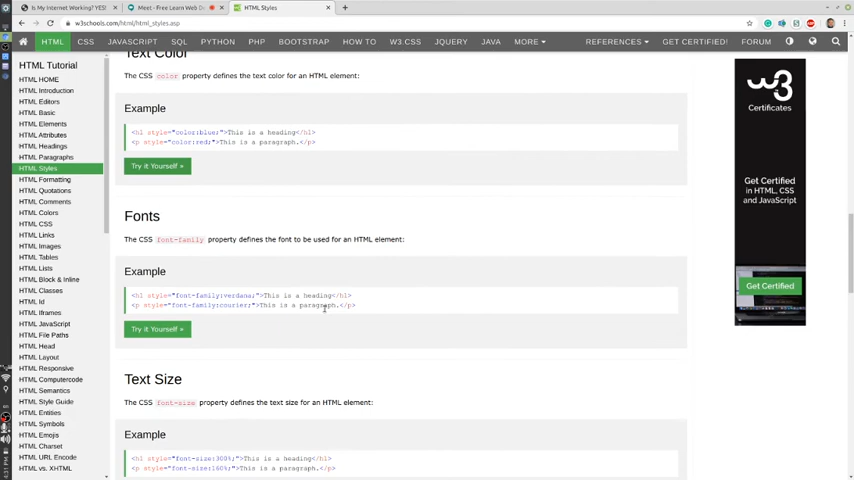 Is My Internet Working? YES!
Meet - Free Learn Web De
HTML Styles
w3schools.com/html/html_styles.asp
HTML CSS JAVASCRIPT SQL PYTHON PHP BOOTSTRAP HOW TO W3.CSS JQUERY JAVA MORE REFERENCES GET CERTIFIED! FORUM
HTML Tutorial
HTML HOME
HTML Introduction
HTML Editors
HTML Basic
HTML Elements
HTML Attributes
HTML Headings
HTML Paragraphs
HTML Styles
HTML Formatting
HTML Quotations
HTML Comments
HTML Colors
HTML CSS
HTML Links
HTML Images
HTML Tables
HTML Lists
HTML Block & Inline
HTML Classes
HTML Id
HTML Iframes
HTML JavaScript
HTML File Paths
HTML Head
HTML Layout
HTML Responsive
HTML Computercode
HTML Semantics
HTML Style Guide
HTML Entities
HTML Symbols
HTML Emojis
HTML Charset
HTML URL Encode
HTML vs. XHTML
Text Color
The CSS color property defines the text color for an HTML element:
Example
<h1 style="color:blue;">This is a heading</h1>
<p style="color:red;">This is a paragraph.</p>
Try it Yourself »
Fonts
The CSS font-family property defines the font to be used for an HTML element:
Example
<h1 style="font-family:verdana;">This is a heading</h1>
<p style="font-family:courier;">This is a paragraph.</p>
Try it Yourself »
Text Size
The CSS font-size property defines the text size for an HTML element:
Example
<h1 style="font-size:300%;">This is a heading</h1>
<p style="font-size:160%;">This is a paragraph.</p>
w3
Certificates
Get Certified
in HTML, CSS
and JavaScript
Get Certified
4:31 PM